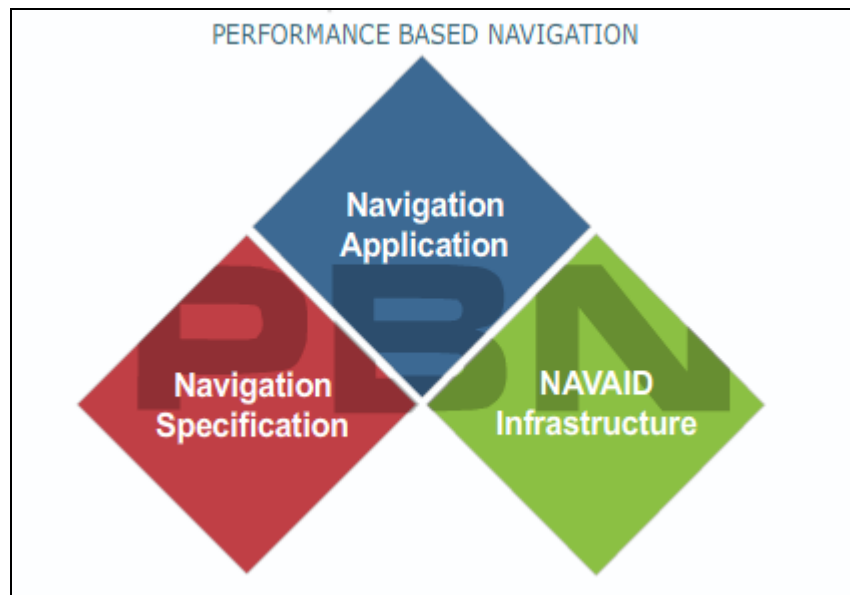 PERFORMANCE BASED NAVIGATION
Navigation
Application
PBN
Navigation
Specification
NAVAID
Infrastructure